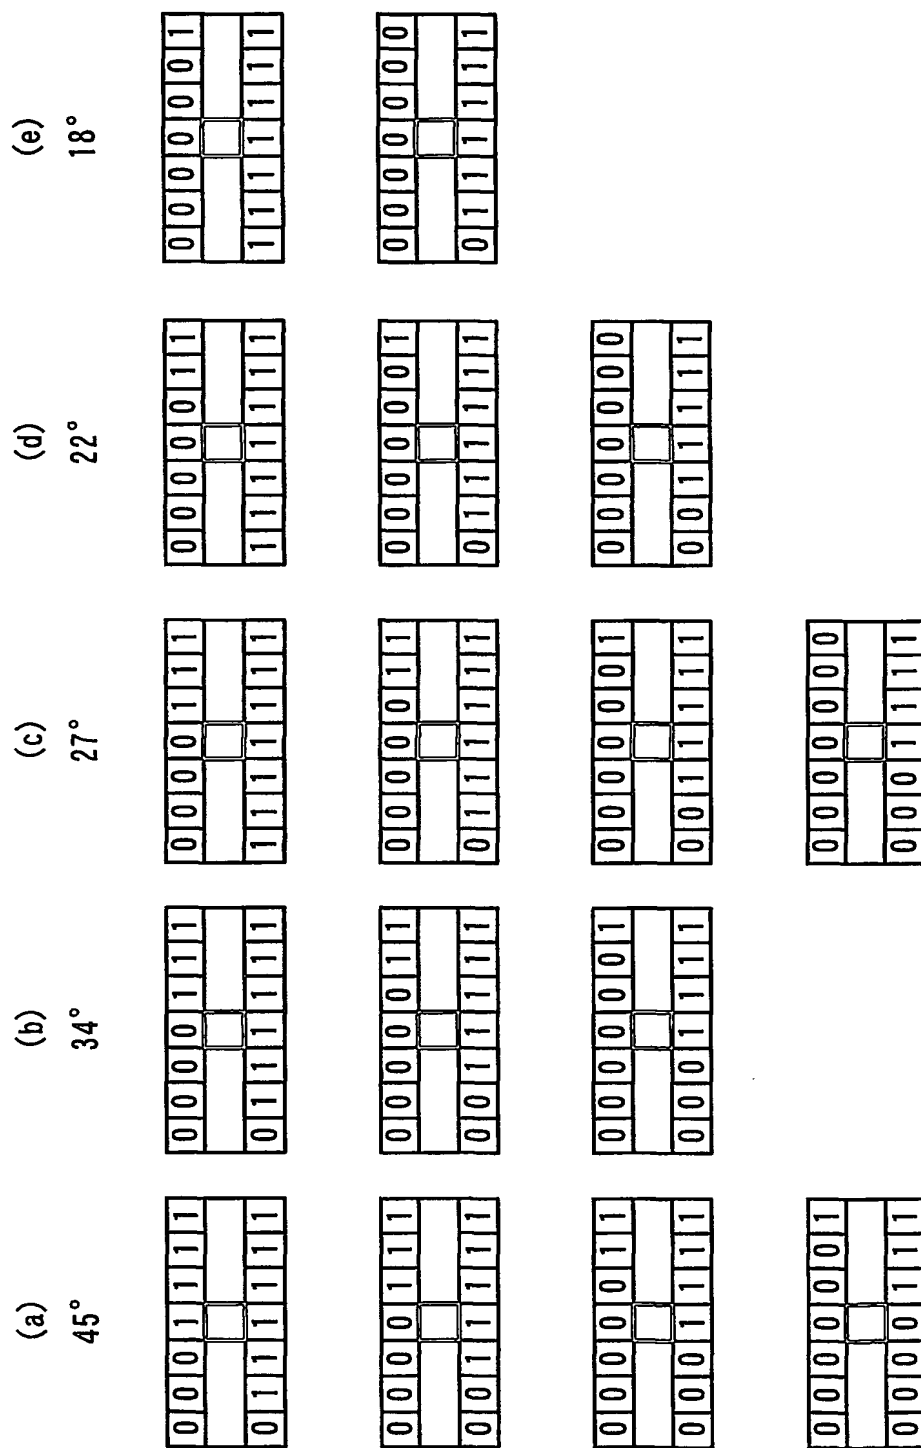 (a) (b) (c) (d) (e)
45° 34° 27° 22° 18°
0 0 0 1 1 1 1 0 0 0 0 1 1 1 0 0 0 0 1 1 1 0 0 0 0 0 1 1 0 0 0 0 0 0 1
0 1 1 1 1 1 1 0 1 1 1 1 1 1 1 1 1 1 1 1 1 1 1 1 1 1 1 1 1 1 1 1 1 1 1
0 0 0 0 1 1 1 0 0 0 0 0 1 1 0 0 0 0 0 1 1 0 0 0 0 0 0 1 0 0 0 0 0 0 0
0 0 1 1 1 1 1 0 0 1 1 1 1 1 0 1 1 1 1 1 1 0 1 1 1 1 1 1 0 1 1 1 1 1 1
0 0 0 0 0 1 1 0 0 0 0 0 0 1 0 0 0 0 0 0 1 0 0 0 0 0 0 0
0 0 0 1 1 1 1 0 0 0 1 1 1 1 0 0 1 1 1 1 1 0 0 1 1 1 1 1
0 0 0 0 0 0 1 0 0 0 0 0 0 0
0 0 0 0 1 1 1 0 0 0 1 1 1 1